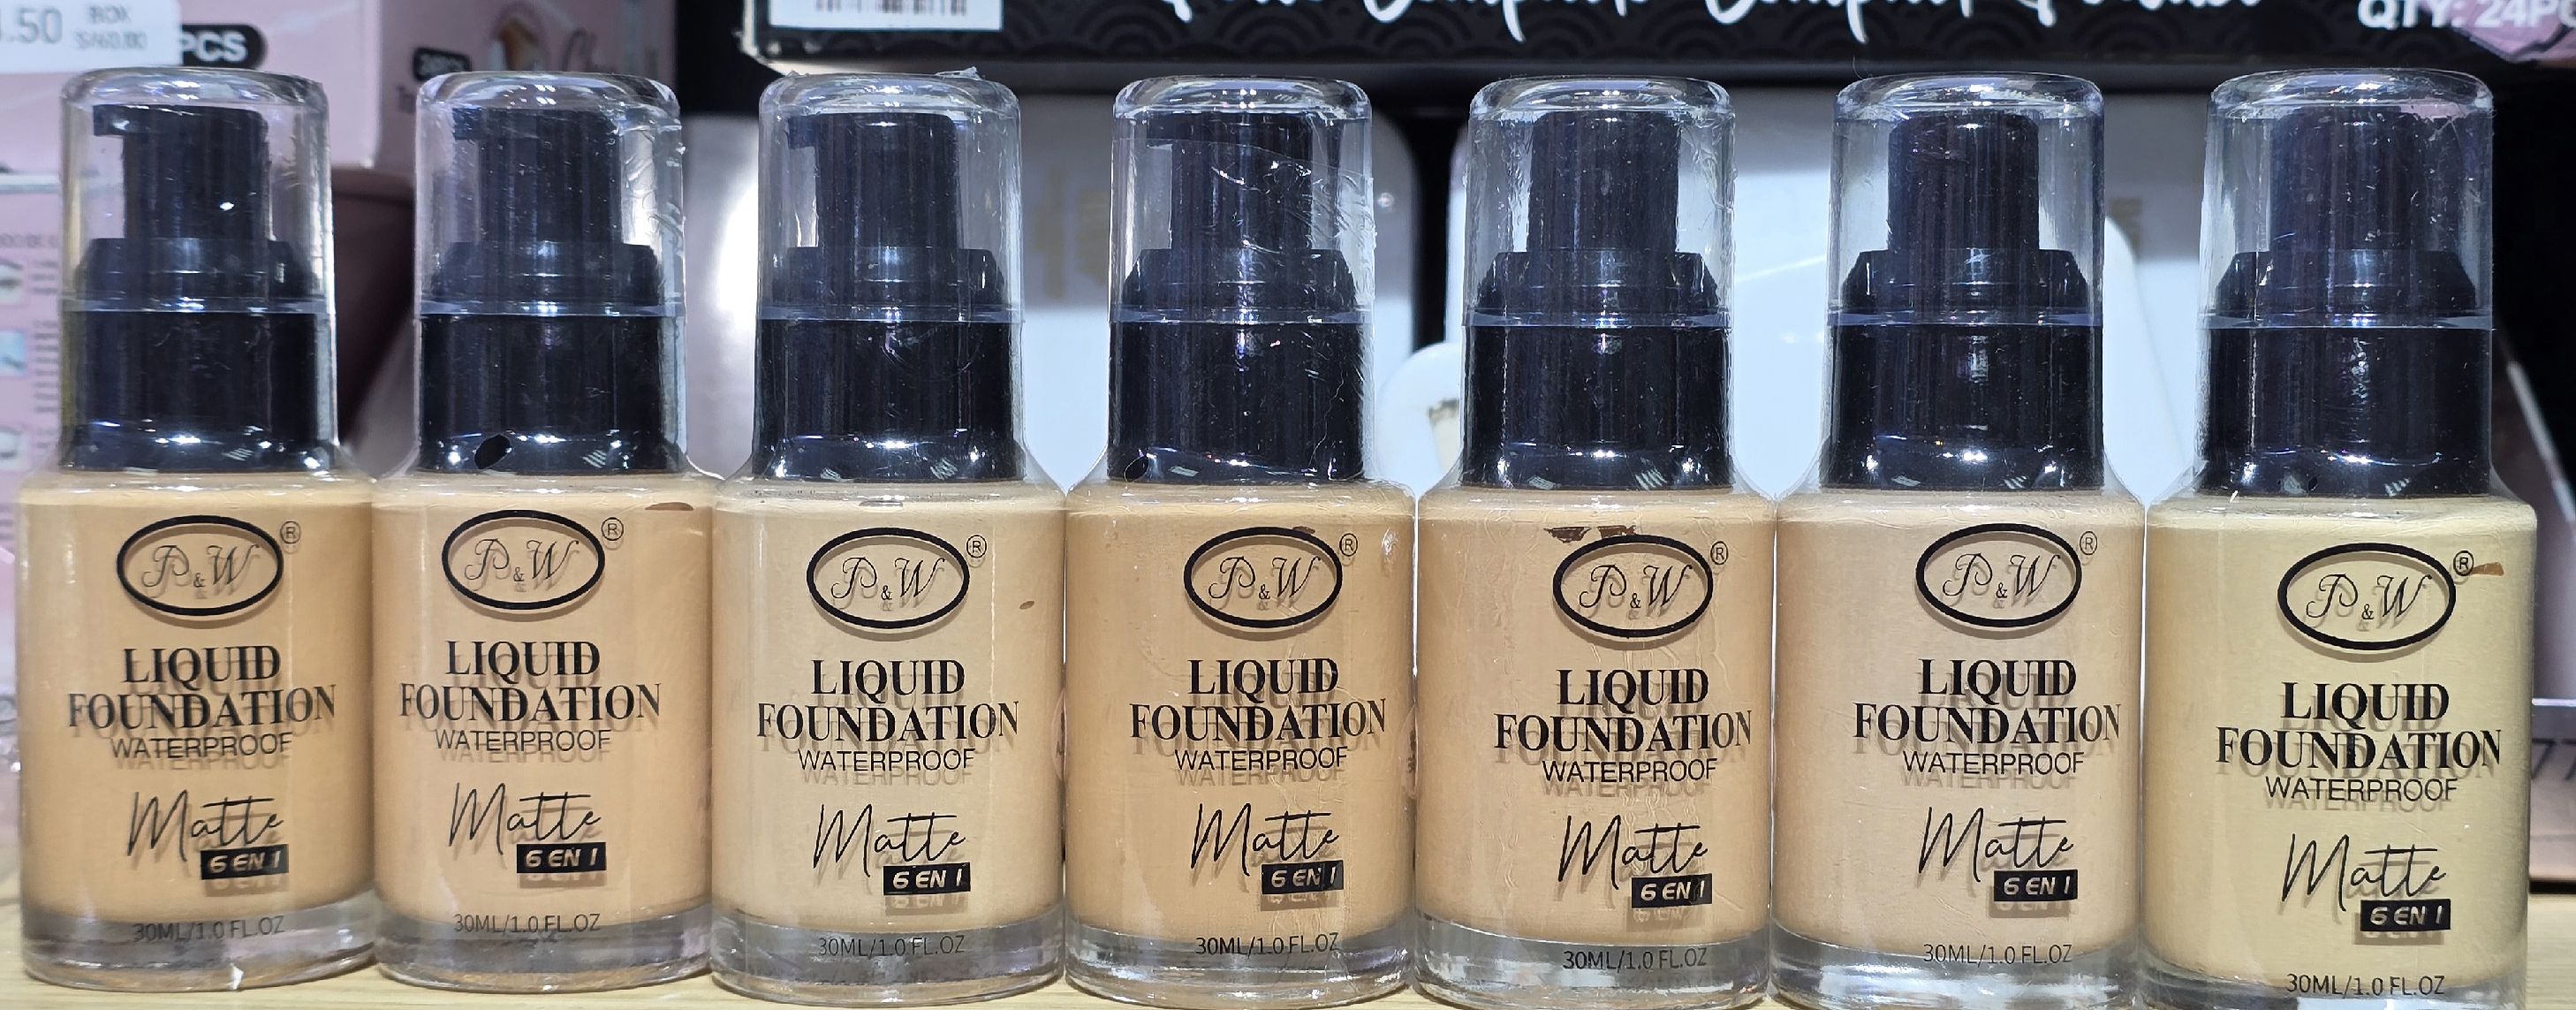 .50 BOX
S/60.00
PCS
QTY: 24PC
P&W®
LIQUID
FOUNDATION
WATERPROOF
Matte
6 EN 1
30ML/1.0 FL.OZ
P&W®
LIQUID
FOUNDATION
WATERPROOF
Matte
6 EN 1
30ML/1.0 FL.OZ
P&W®
LIQUID
FOUNDATION
WATERPROOF
Matte
6 EN 1
30ML/1.0 FL.OZ
P&W®
LIQUID
FOUNDATION
WATERPROOF
Matte
6 EN 1
30ML/1.0 FL.OZ
P&W®
LIQUID
FOUNDATION
WATERPROOF
Matte
6 EN 1
30ML/1.0 FL.OZ
P&W®
LIQUID
FOUNDATION
WATERPROOF
Matte
6 EN 1
30ML/1.0 FL.OZ
P&W®
LIQUID
FOUNDATION
WATERPROOF
Matte
6 EN 1
30ML/1.0 FL.OZ